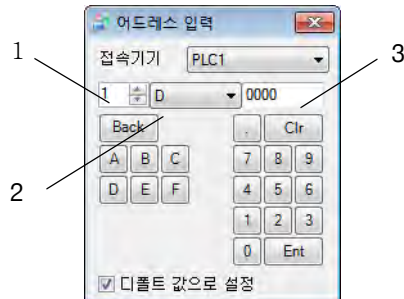 어드레스 입력
1
접속기기 PLC1
3
1 D 0000
Back . Clr
A B C 7 8 9
2
D E F 4 5 6
1 2 3
0 Ent
디폴트 값으로 설정